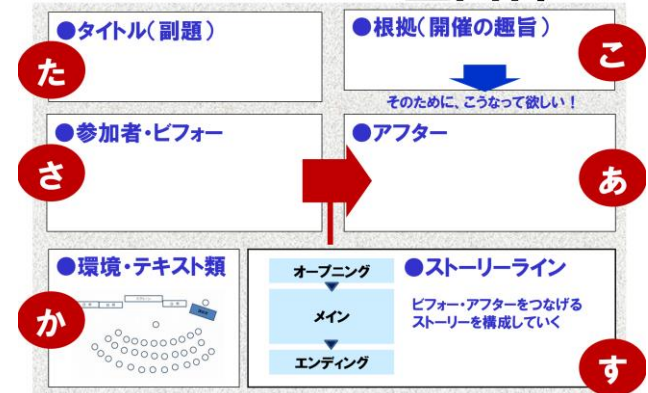 ●タイトル(副題)
た
●根拠(開催の趣旨)
こ
そのために、こうなって欲しい!
●参加者・ビフォー
さ
●アフター
あ
●環境・テキスト類
か
オープニング
メイン
エンディング
●ストーリーライン
ビフォー・アフターをつなげる
ストーリーを構成していく
す